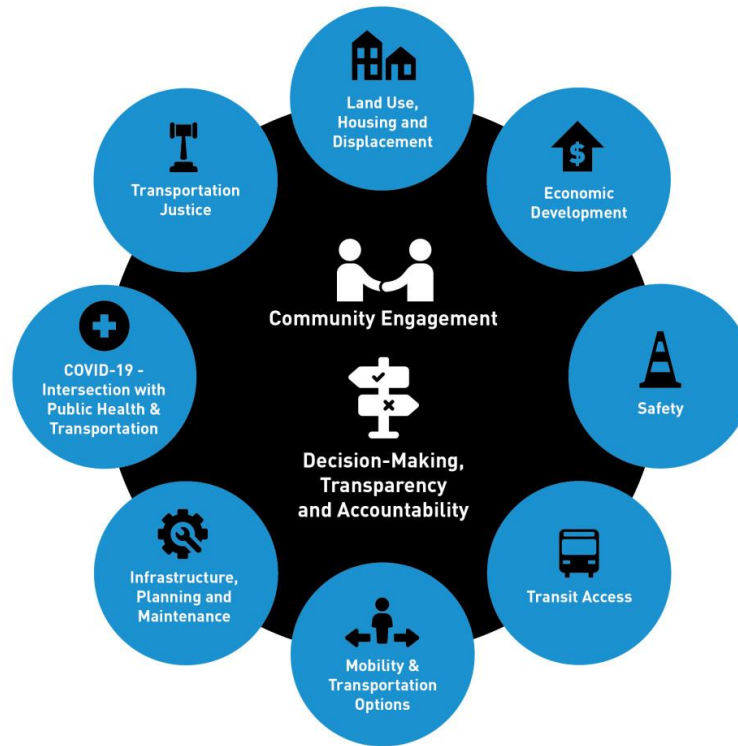 Land Use,
Housing and
Displacement
Economic
Development
Safety
Transit Access
Mobility &
Transportation
Options
Infrastructure,
Planning and
Maintenance
COVID-19 -
Intersection with
Public Health &
Transportation
Transportation
Justice
Community Engagement
Decision-Making,
Transparency
and Accountability
$